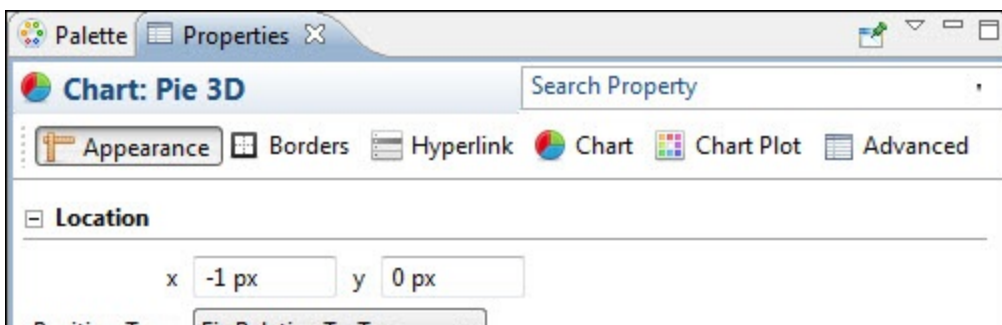 Palette Properties
Chart: Pie 3D Search Property
Appearance Borders Hyperlink Chart Chart Plot Advanced
Location
x -1 px y 0 px